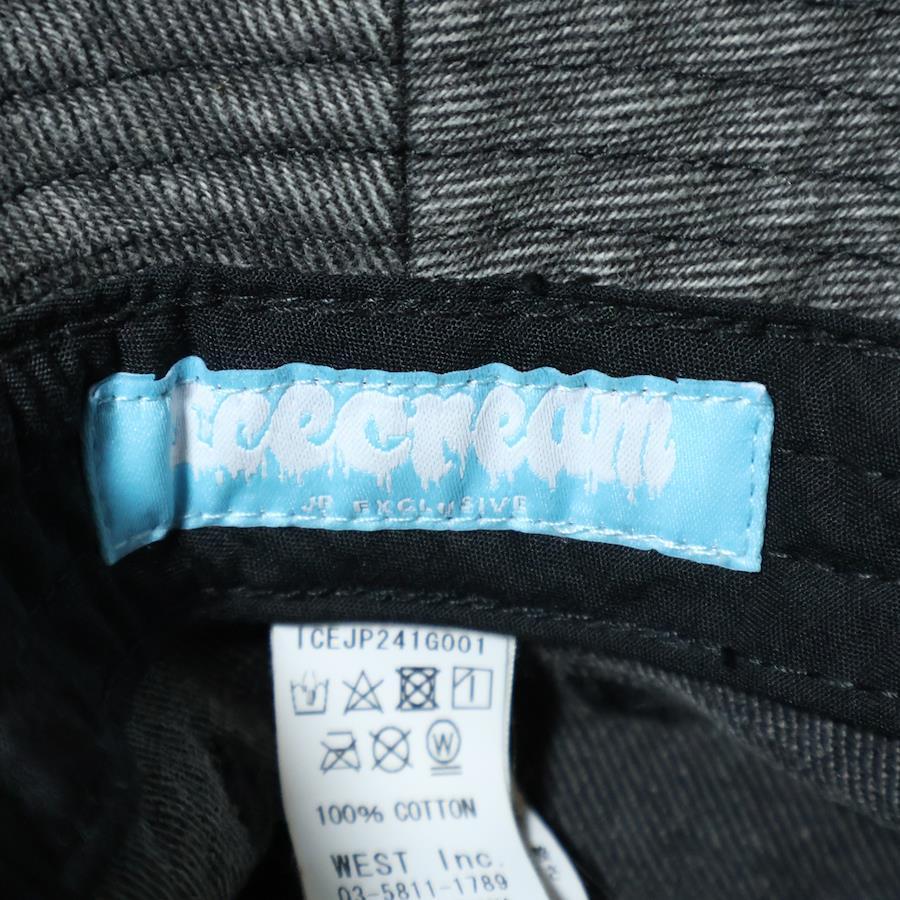 icecream
JP EXCLUSIVE
ICEJP241G001
W
100% COTTON
WEST Inc.
03-5811-1789